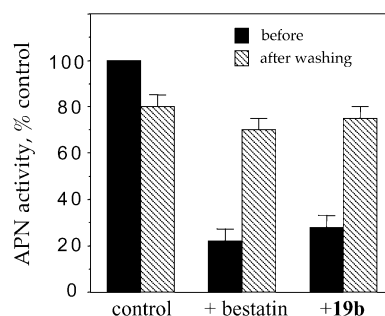 before
after washing
APN activity, % control
100
80
60
40
20
0
control
+ bestatin
+19b